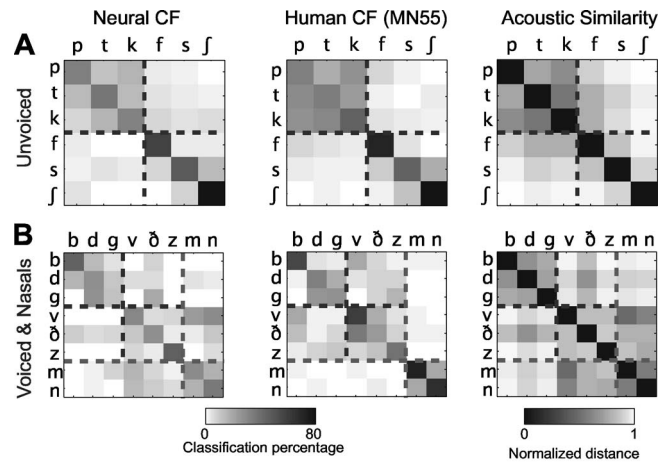 Neural CF Human CF (MN55) Acoustic Similarity
A p t k f s ʃ p t k f s ʃ p t k f s ʃ
Unvoiced
p p p
t t t
k k k
f f f
s s s
ʃ ʃ ʃ
B b d g v ð z m n b d g v ð z m n b d g v ð z m n
Voiced & Nasals
b b b
d d d
g g g
v v v
ð ð ð
z z z
m m m
n n n
0 80 0 1
Classification percentage Normalized distance